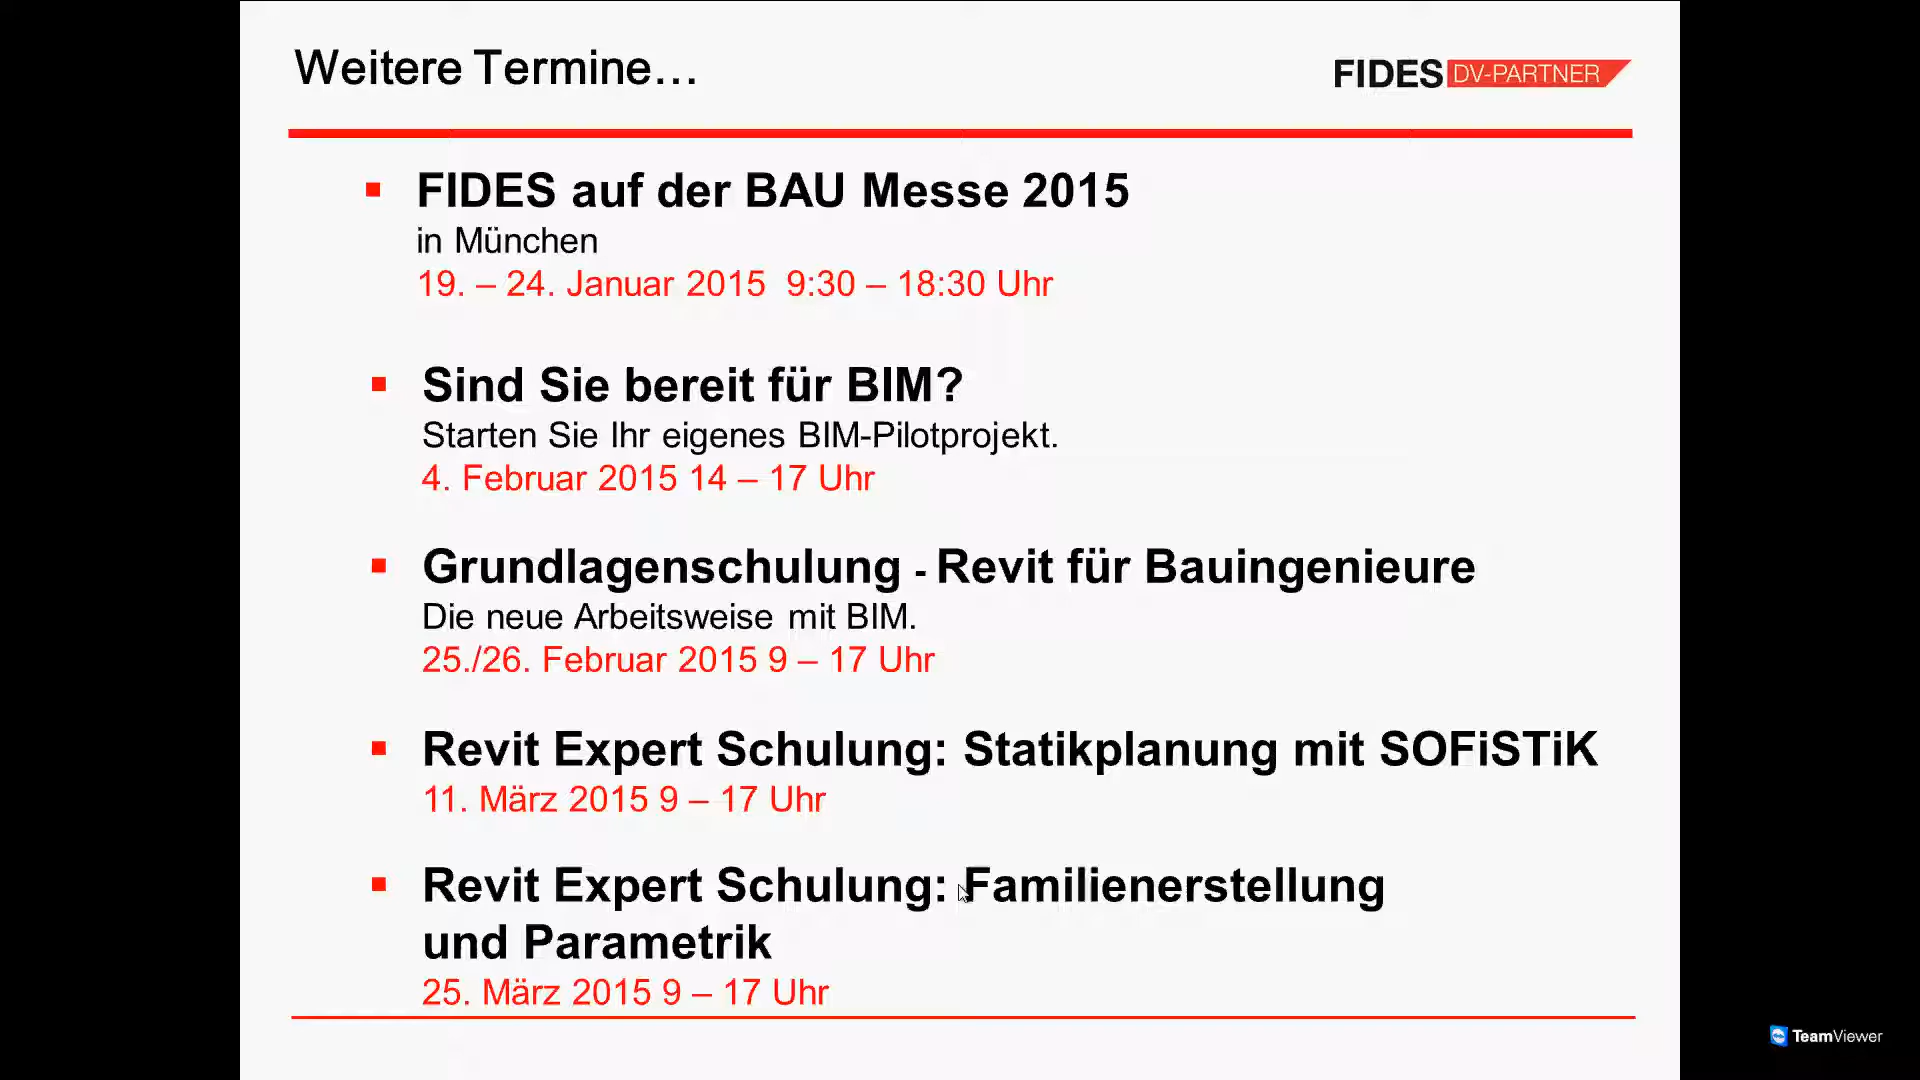 Weitere Termine…
FIDES DV-PARTNER
FIDES auf der BAU Messe 2015
in München
19. – 24. Januar 2015 9:30 – 18:30 Uhr
Sind Sie bereit für BIM?
Starten Sie Ihr eigenes BIM-Pilotprojekt.
4. Februar 2015 14 – 17 Uhr
Grundlagenschulung - Revit für Bauingenieure
Die neue Arbeitsweise mit BIM.
25./26. Februar 2015 9 – 17 Uhr
Revit Expert Schulung: Statikplanung mit SOFiSTiK
11. März 2015 9 – 17 Uhr
Revit Expert Schulung: Familienerstellung
und Parametrik
25. März 2015 9 – 17 Uhr
TeamViewer